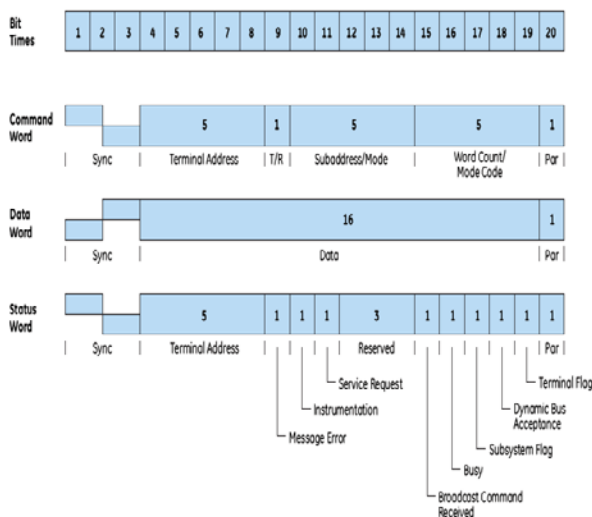 Bit
Times
1 2 3 4 5 6 7 8 9 10 11 12 13 14 15 16 17 18 19 20
Command
Word
5 1 5 5 1
Sync Terminal Address T/R Subaddress/Mode Word Count/
Mode Code Par
Data
Word
16 1
Sync Data Par
Status
Word
5 1 1 1 3 1 1 1 1 1 1
Sync Terminal Address Reserved Par
Service Request
Instrumentation
Message Error
Terminal Flag
Dynamic Bus
Acceptance
Subsystem Flag
Busy
Broadcast Command
Received